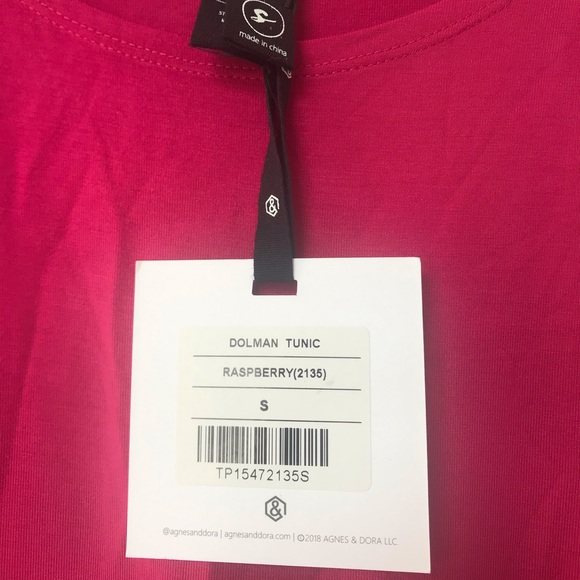 made in china
&
DOLMAN TUNIC
RASPBERRY(2135)
S
TP15472135S
&
@agnesanddora | agnesanddora.com | ©2018 AGNES & DORA LLC